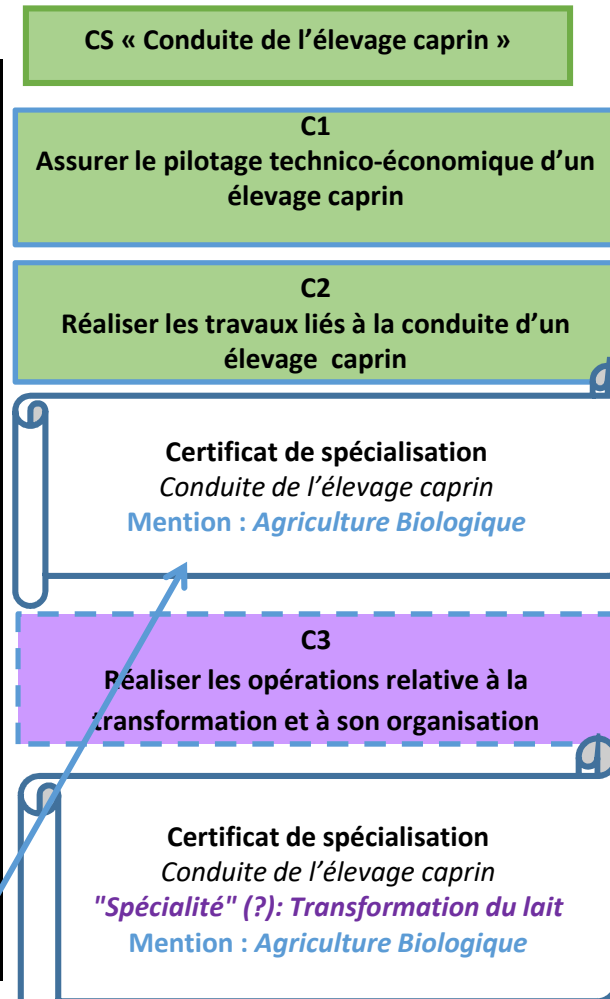 CS « Conduite de l’élevage caprin »
C1
Assurer le pilotage technico-économique d’un
élevage caprin
C2
Réaliser les travaux liés à la conduite d’un
élevage caprin
Certificat de spécialisation
Conduite de l’élevage caprin
Mention : Agriculture Biologique
C3
Réaliser les opérations relative à la
transformation et à son organisation
Certificat de spécialisation
Conduite de l’élevage caprin
"Spécialité" (?): Transformation du lait
Mention : Agriculture Biologique